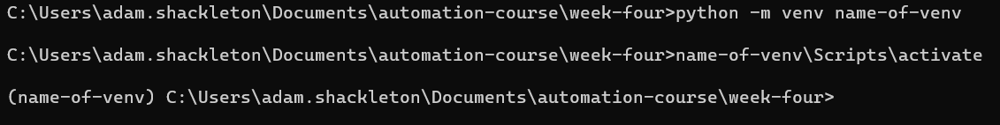 C:\Users\adam.shackleton\Documents\automation-course\week-four>python -m venv name-of-venv
C:\Users\adam.shackleton\Documents\automation-course\week-four>name-of-venv\Scripts\activate
(name-of-venv) C:\Users\adam.shackleton\Documents\automation-course\week-four>